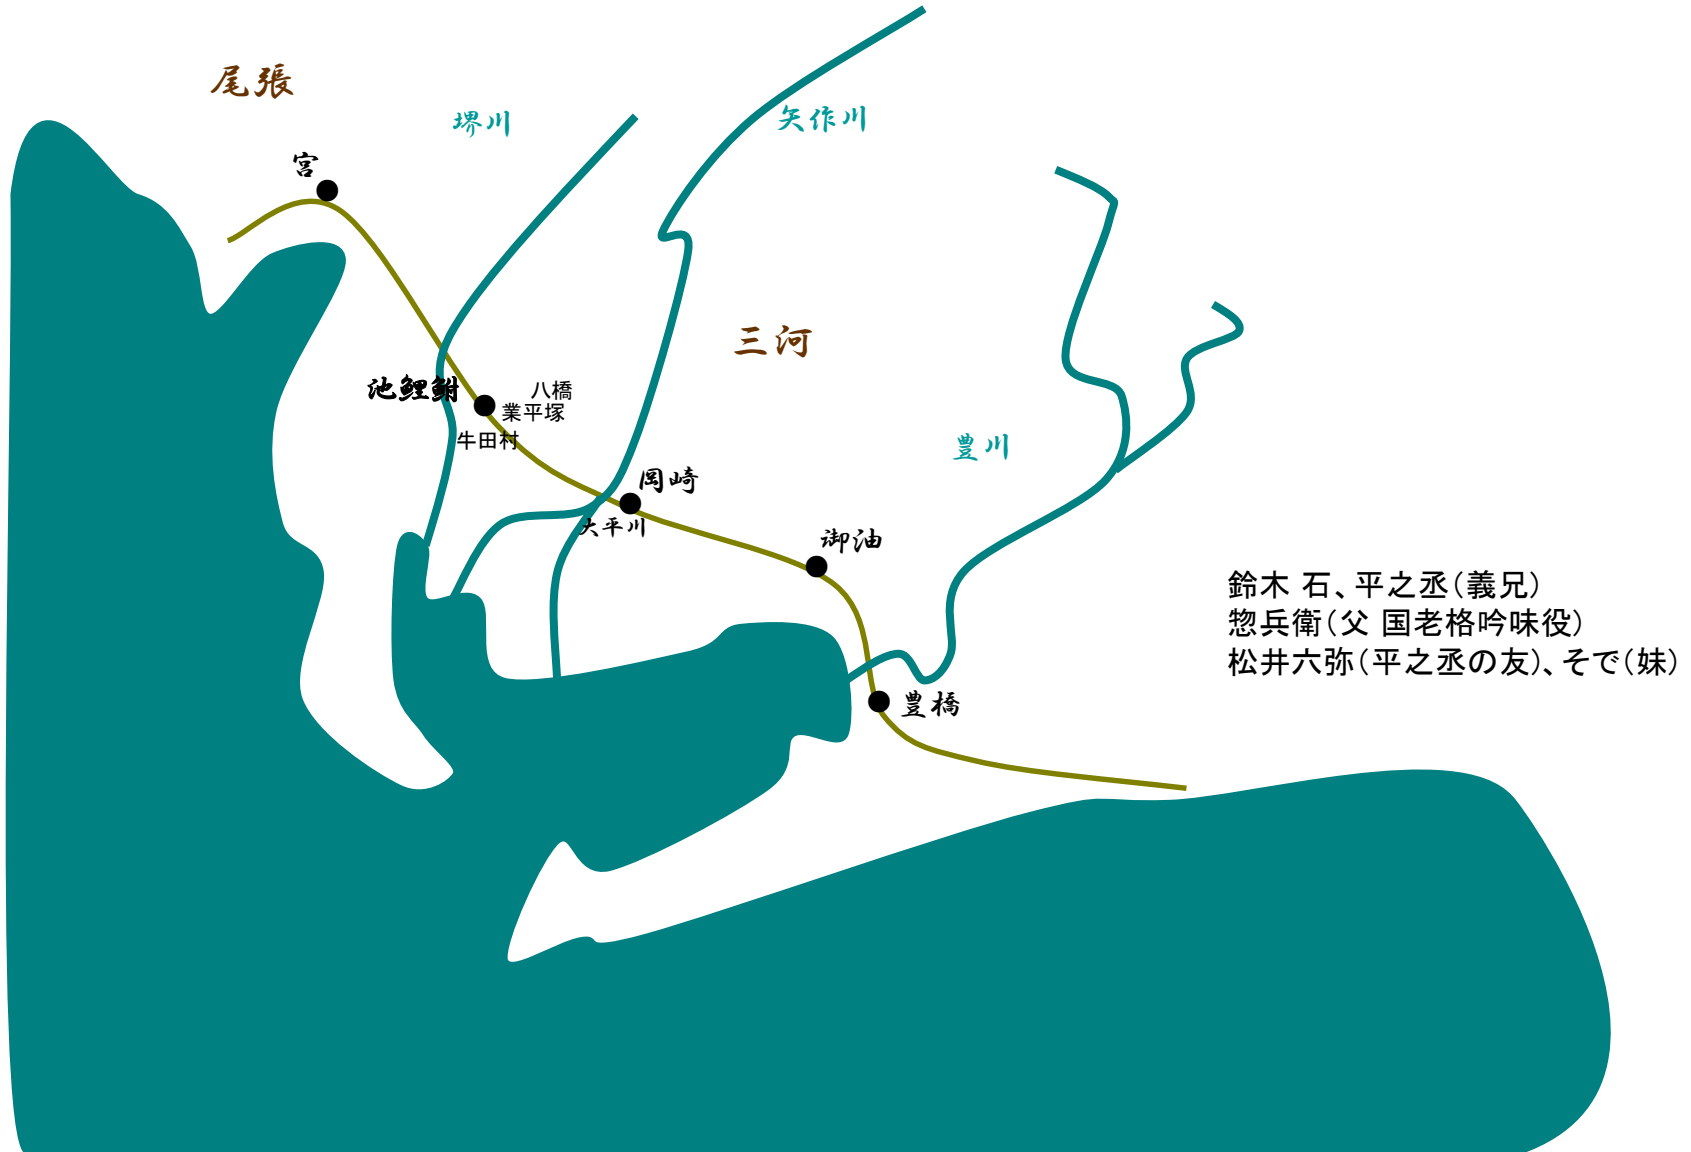 尾張
堺川
矢作川
宮
三河
池鯉鮒
八橋
業平塚
牛田村
豊川
岡崎
大平川
御油
鈴木 石、平之丞(義兄)
惣兵衛(父 国老格吟味役)
松井六弥(平之丞の友)、そで(妹)
豊橋